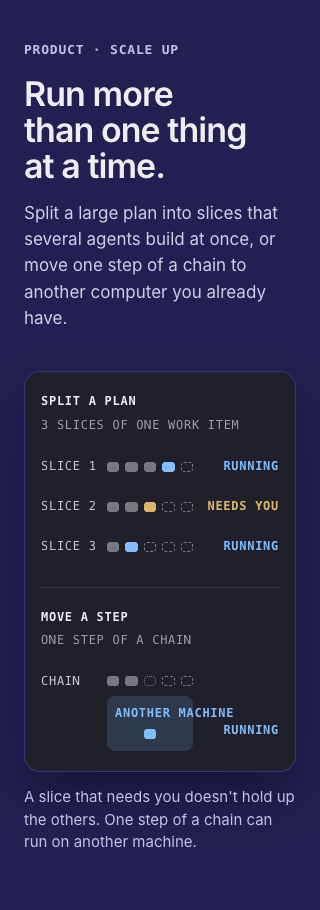 PRODUCT · SCALE UP
Run more
than one thing
at a time.
Split a large plan into slices that
several agents build at once, or
move one step of a chain to
another computer you already
have.
SPLIT A PLAN
3 SLICES OF ONE WORK ITEM
SLICE 1 RUNNING
SLICE 2 NEEDS YOU
SLICE 3 RUNNING
MOVE A STEP
ONE STEP OF A CHAIN
CHAIN
ANOTHER MACHINE
RUNNING
A slice that needs you doesn't hold up
the others. One step of a chain can
run on another machine.